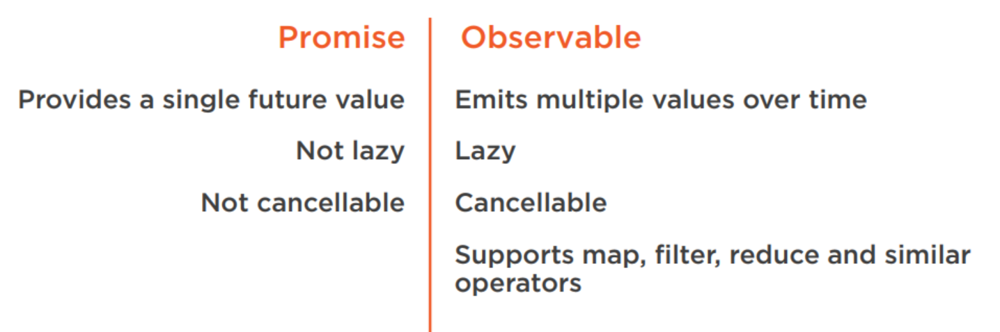 Promise
Observable
Provides a single future value
Emits multiple values over time
Not lazy
Lazy
Not cancellable
Cancellable
Supports map, filter, reduce and similar
operators